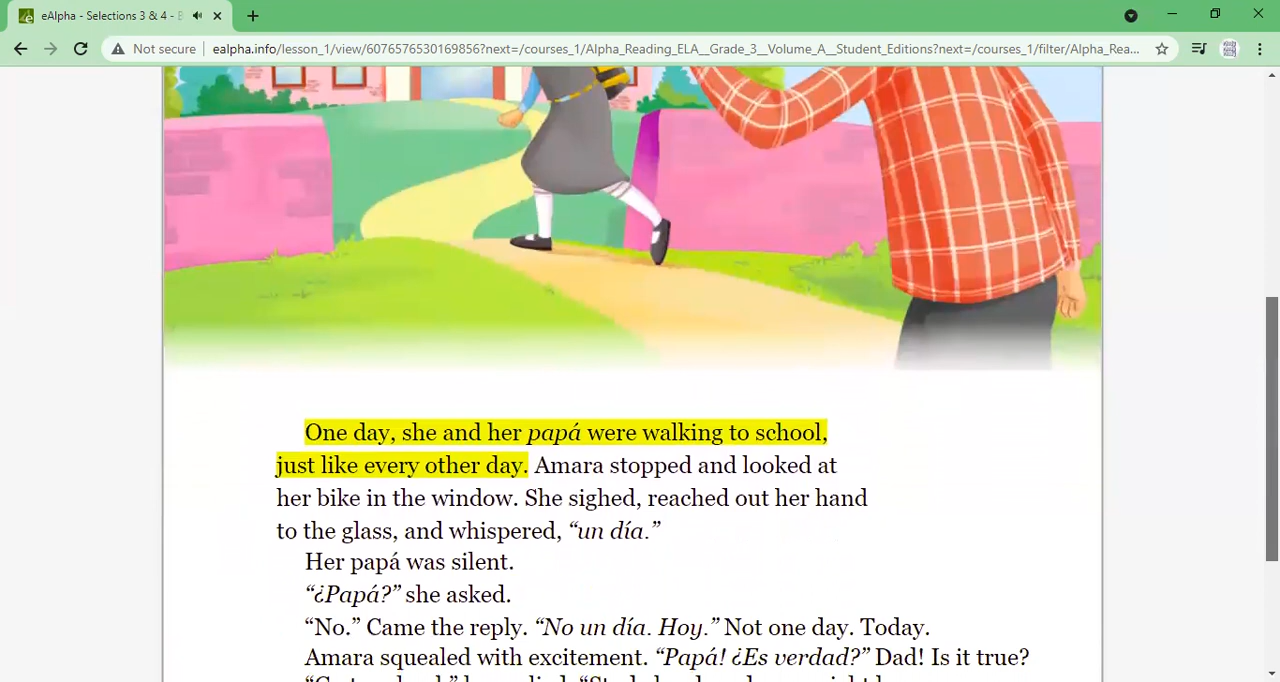 eAlpha - Selections 3 & 4 - B
Not secure
ealpha.info/lesson_1/view/6076576530169856?next=/courses_1/Alpha_Reading_ELA__Grade_3__Volume_A__Student_Editions?next=/courses_1/filter/Alpha_Rea...
One day, she and her papá were walking to school,
just like every other day. Amara stopped and looked at
her bike in the window. She sighed, reached out her hand
to the glass, and whispered, “un día.”
Her papá was silent.
“¿Papá?” she asked.
“No.” Came the reply. “No un día. Hoy.” Not one day. Today.
Amara squealed with excitement. “Papá! ¿Es verdad?” Dad! Is it true?